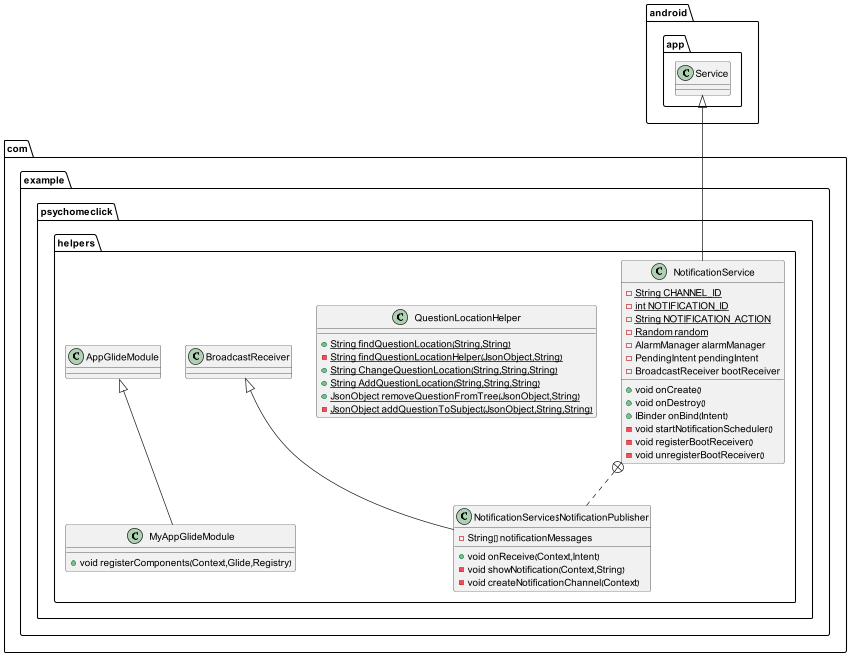 android
app
C Service
com
example
psychomeclick
helpers
C NotificationService
String CHANNEL_ID
int NOTIFICATION_ID
String NOTIFICATION_ACTION
Random random
AlarmManager alarmManager
PendingIntent pendingIntent
BroadcastReceiver bootReceiver
void onCreate()
void onDestroy()
IBinder onBind(Intent)
void startNotificationScheduler()
void registerBootReceiver()
void unregisterBootReceiver()
C QuestionLocationHelper
String findQuestionLocation(String,String)
String findQuestionLocationHelper(JsonObject,String)
String ChangeQuestionLocation(String,String,String)
String AddQuestionLocation(String,String)
JsonObject removeQuestionFromTree(JsonObject,String)
JsonObject addQuestionToSubject(JsonObject,String,String)
C AppGlideModule
C BroadcastReceiver
C MyAppGlideModule
void registerComponents(Context,Glide,Registry)
C NotificationService$NotificationPublisher
String[] notificationMessages
void onReceive(Context,Intent)
void showNotification(Context,String)
void createNotificationChannel(Context)